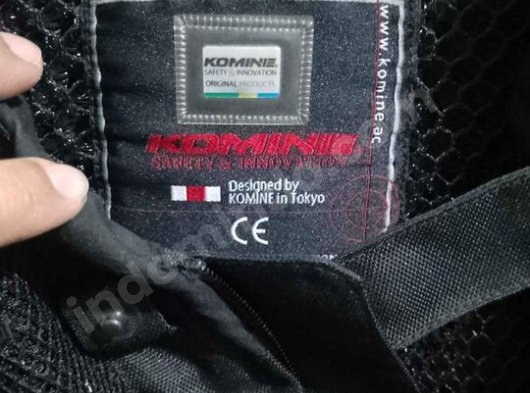 KOMINE
SAFETY & INNOVATION
ORIGINAL PRODUCTS
www.komine.ac
KOMINE
SAFETY & INNOVATION
Designed by
KOMINE in Tokyo
CE